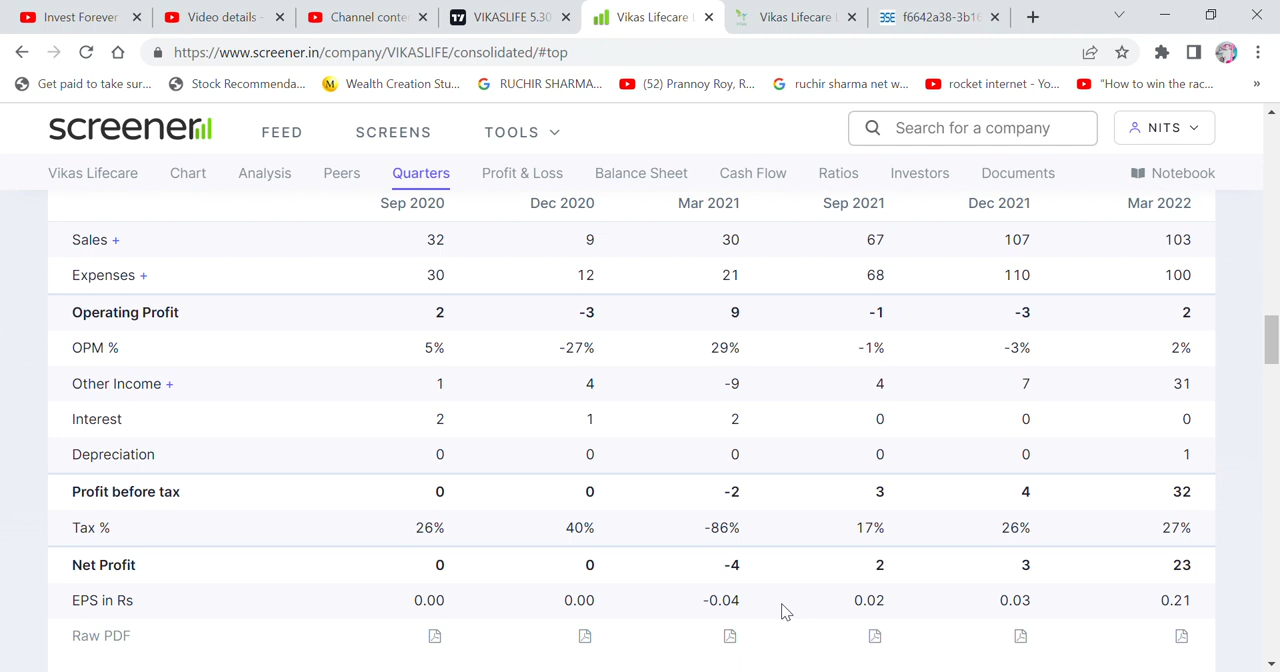 Invest Forever
Video details -
Channel conte
VIKASLIFE 5.30
Vikas Lifecare
Vikas Lifecare
BSE f6642a38-3b16
https://www.screener.in/company/VIKASLIFE/consolidated/#top
Get paid to take sur...
Stock Recommenda...
M Wealth Creation Stu...
G RUCHIR SHARMA...
(52) Prannoy Roy, R...
G ruchir sharma net w...
rocket internet - Yo...
"How to win the rac...
»
screener
FEED SCREENS TOOLS
Search for a company
NITS
Vikas Lifecare Chart Analysis Peers Quarters Profit & Loss Balance Sheet Cash Flow Ratios Investors Documents Notebook
Sep 2020 Dec 2020 Mar 2021 Sep 2021 Dec 2021 Mar 2022
Sales + 32 9 30 67 107 103
Expenses + 30 12 21 68 110 100
Operating Profit 2 -3 9 -1 -3 2
OPM % 5% -27% 29% -1% -3% 2%
Other Income + 1 4 -9 4 7 31
Interest 2 1 2 0 0 0
Depreciation 0 0 0 0 0 1
Profit before tax 0 0 -2 3 4 32
Tax % 26% 40% -86% 17% 26% 27%
Net Profit 0 0 -4 2 3 23
EPS in Rs 0.00 0.00 -0.04 0.02 0.03 0.21
Raw PDF